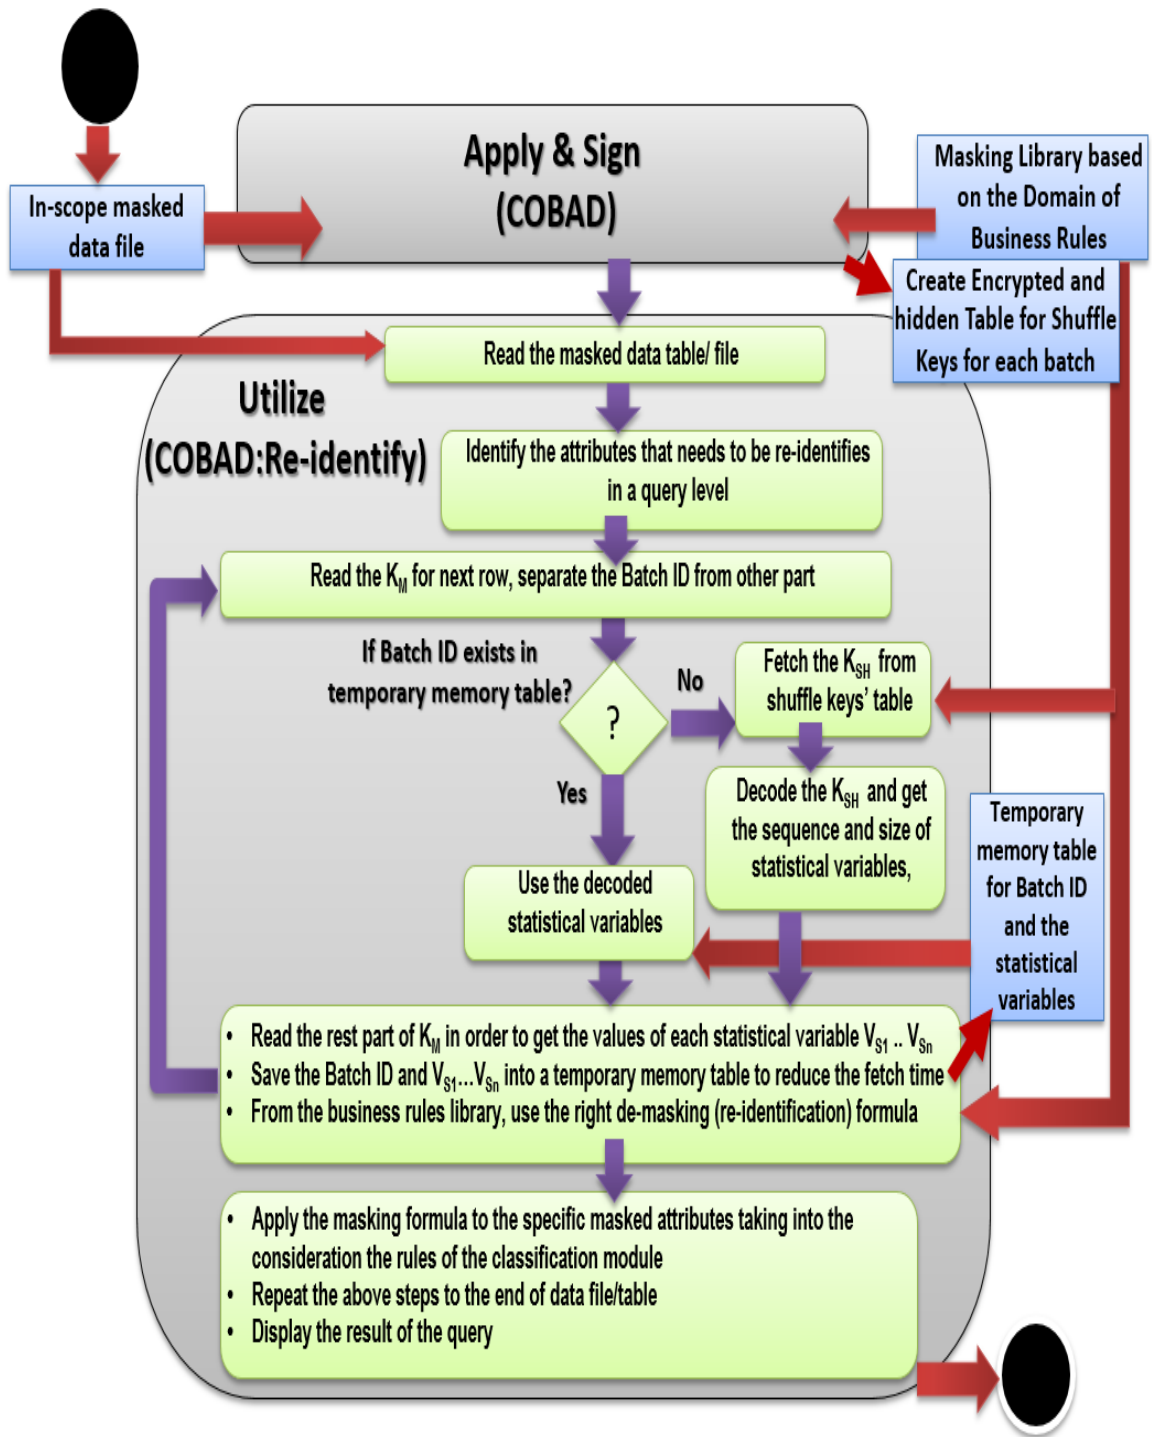 Apply & Sign
(COBAD)
In-scope masked
data file
Masking Library based
on the Domain of
Business Rules
Create Encrypted and
hidden Table for Shuffle
Keys for each batch
Utilize
(COBAD:Re-identify)
Read the masked data table/ file
Identify the attributes that needs to be re-identifies
in a query level
Read the KM for next row, separate the Batch ID from other part
If Batch ID exists in
temporary memory table?
?
No
Yes
Fetch the KSH from
shuffle keys' table
Decode the KSH and get
the sequence and size of
statistical variables,
Use the decoded
statistical variables
Temporary
memory table
for Batch ID
and the
statistical
variables
• Read the rest part of KM in order to get the values of each statistical variable VS1 .. VSn
• Save the Batch ID and VS1...VSn into a temporary memory table to reduce the fetch time
• From the business rules library, use the right de-masking (re-identification) formula
• Apply the masking formula to the specific masked attributes taking into the
consideration the rules of the classification module
• Repeat the above steps to the end of data file/table
• Display the result of the query